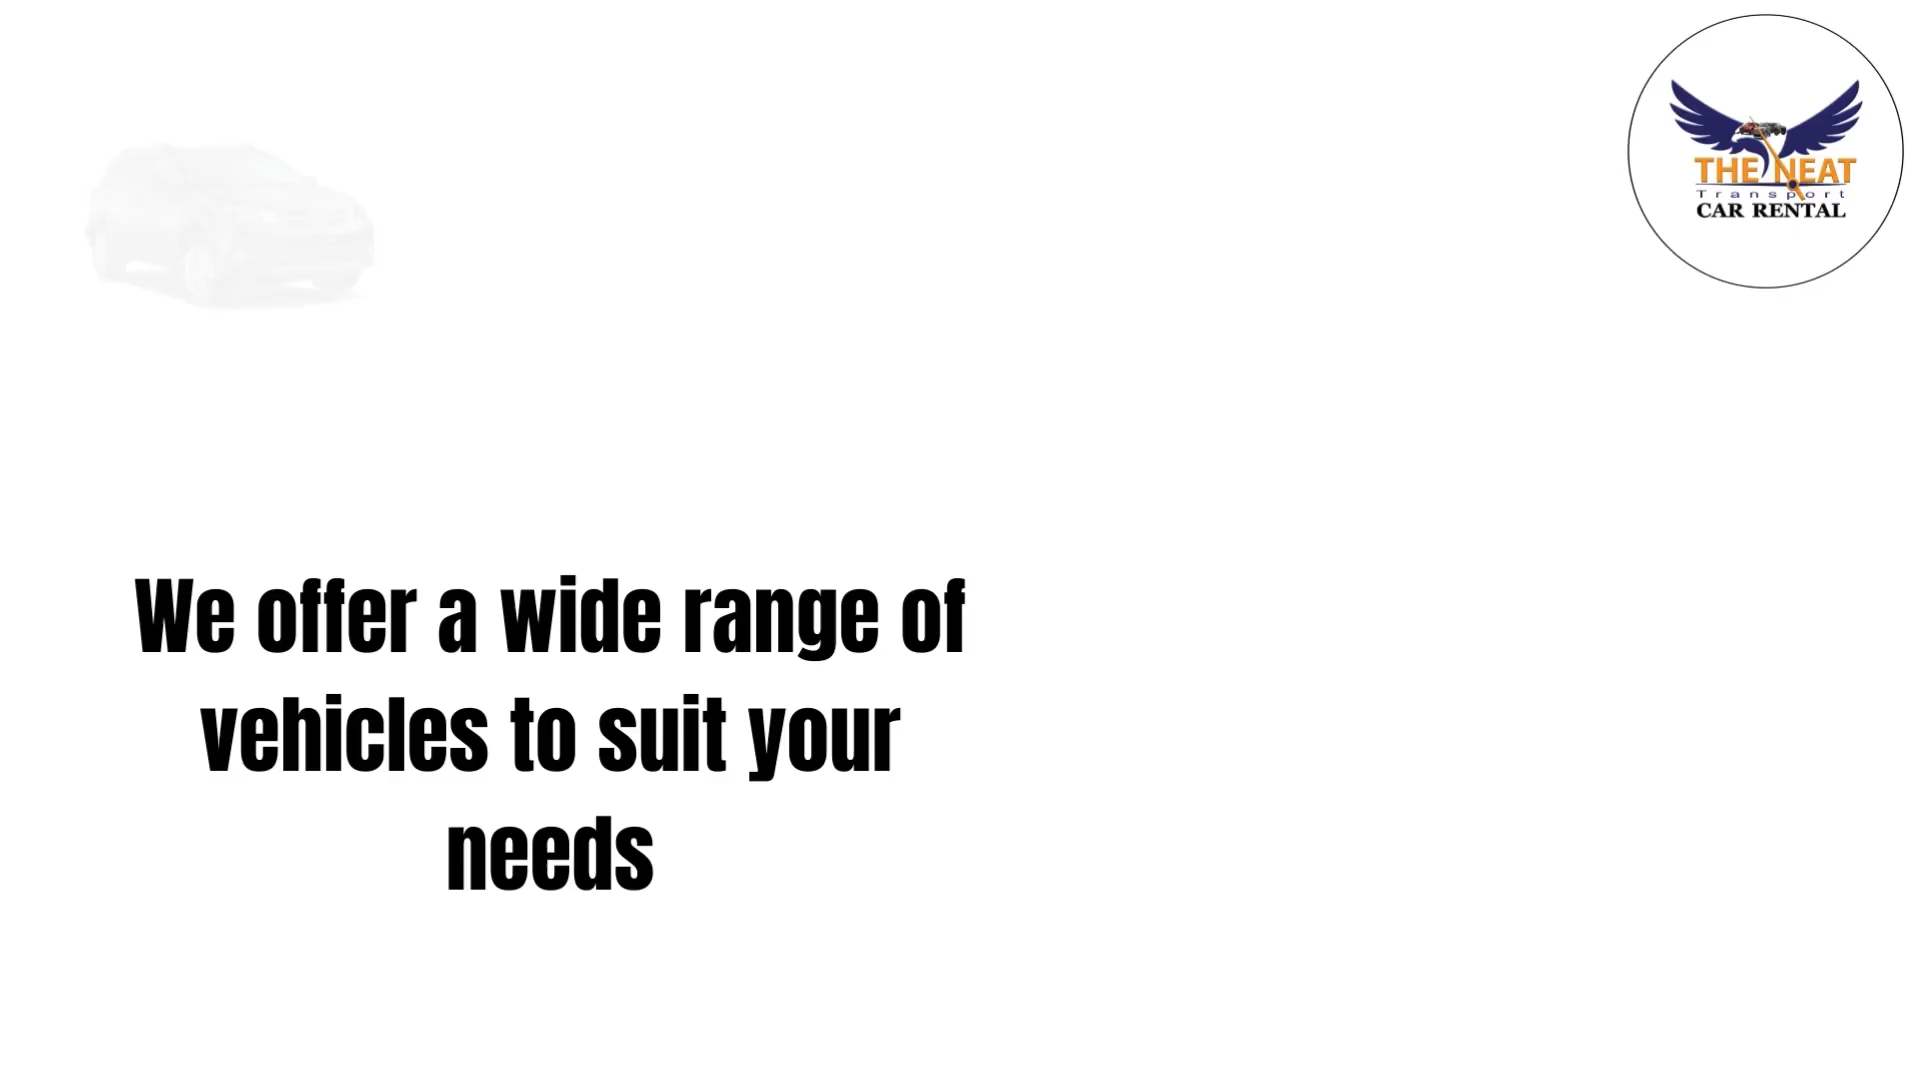 THE NEAT
Transport
CAR RENTAL
We offer a wide range of
vehicles to suit your
needs